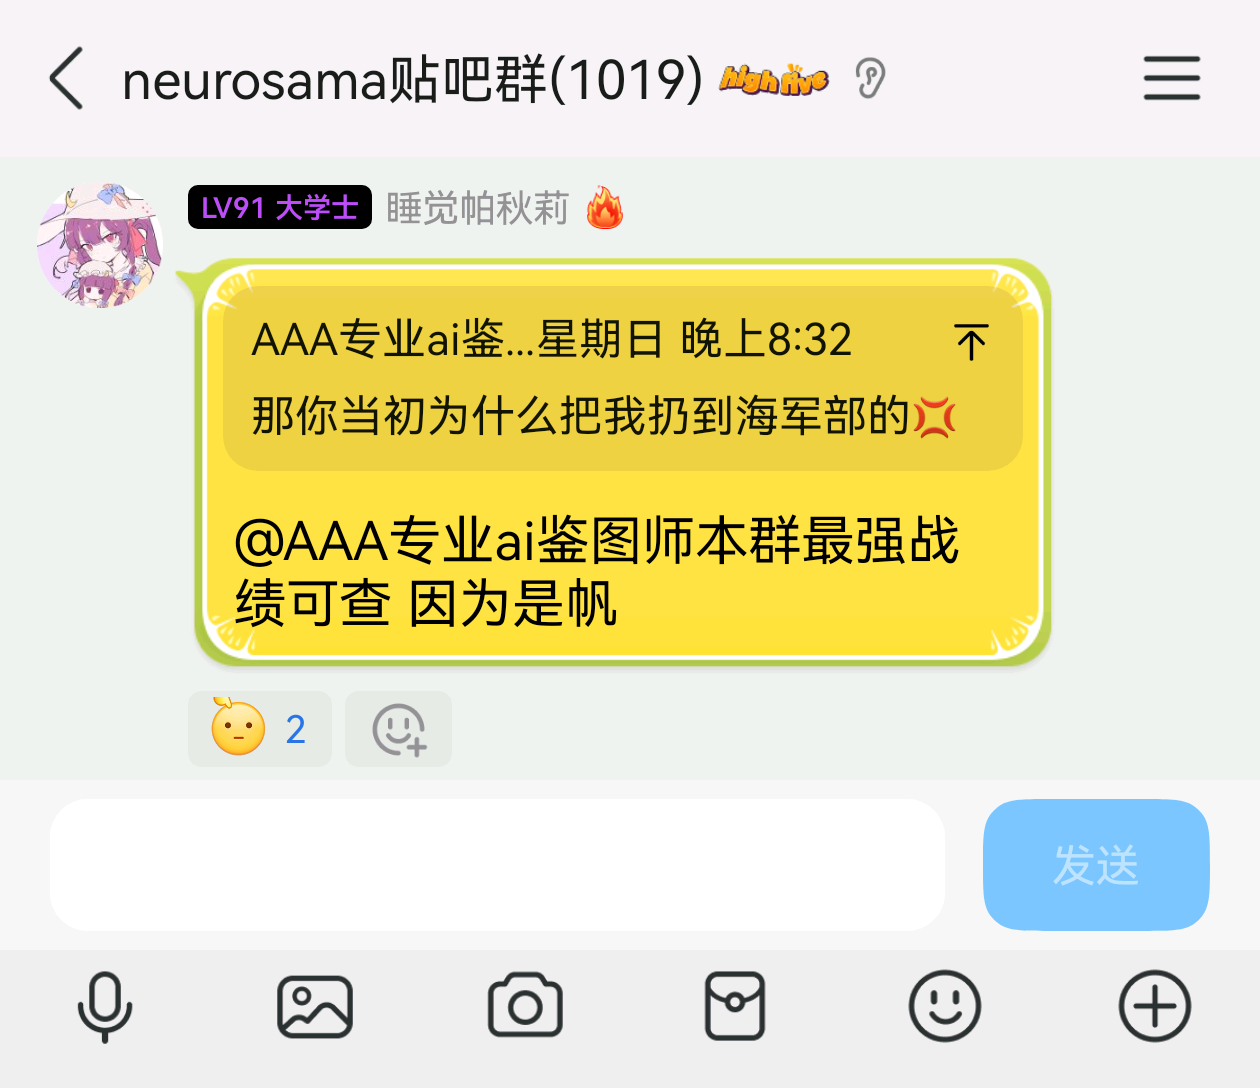 neurosama贴吧群(1019) high five
LV91 大学士 睡觉帕秋莉
AAA专业ai鉴...星期日 晚上8:32
那你当初为什么把我扔到海军部的
@AAA专业ai鉴图师本群最强战
绩可查 因为是帆
2
发送